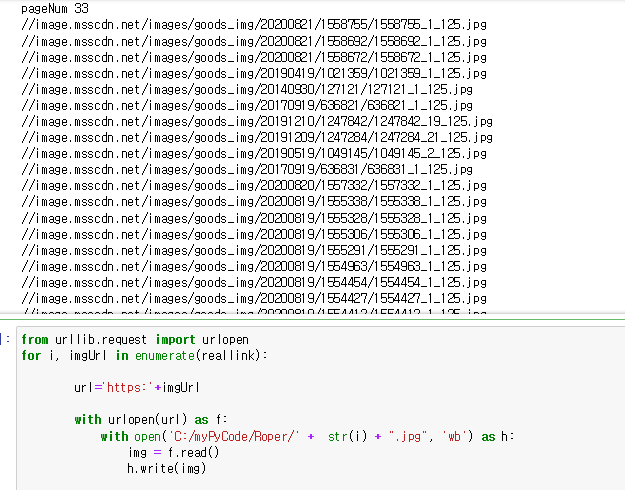 pageNum 33
//image.msscdn.net/images/goods_img/20200821/1558755/1558755_1_125.jpg
//image.msscdn.net/images/goods_img/20200821/1558692/1558692_1_125.jpg
//image.msscdn.net/images/goods_img/20200821/1558672/1558672_1_125.jpg
//image.msscdn.net/images/goods_img/20190419/1021359/1021359_1_125.jpg
//image.msscdn.net/images/goods_img/20140930/127121/127121_1_125.jpg
//image.msscdn.net/images/goods_img/20170919/636821/636821_1_125.jpg
//image.msscdn.net/images/goods_img/20191210/1247842/1247842_19_125.jpg
//image.msscdn.net/images/goods_img/20191209/1247284/1247284_21_125.jpg
//image.msscdn.net/images/goods_img/20190519/1049145/1049145_2_125.jpg
//image.msscdn.net/images/goods_img/20170919/636831/636831_1_125.jpg
//image.msscdn.net/images/goods_img/20200820/1557332/1557332_1_125.jpg
//image.msscdn.net/images/goods_img/20200819/1555338/1555338_1_125.jpg
//image.msscdn.net/images/goods_img/20200819/1555328/1555328_1_125.jpg
//image.msscdn.net/images/goods_img/20200819/1555306/1555306_1_125.jpg
//image.msscdn.net/images/goods_img/20200819/1555291/1555291_1_125.jpg
//image.msscdn.net/images/goods_img/20200819/1554963/1554963_1_125.jpg
//image.msscdn.net/images/goods_img/20200819/1554454/1554454_1_125.jpg
//image.msscdn.net/images/goods_img/20200819/1554427/1554427_1_125.jpg
]:
from urllib.request import urlopen
for i, imgUrl in enumerate(reallink):
url='https:'+imgUrl
with urlopen(url) as f:
with open('C:/myPyCode/Roper/' + str(i) + ".jpg", 'wb') as h:
img = f.read()
h.write(img)